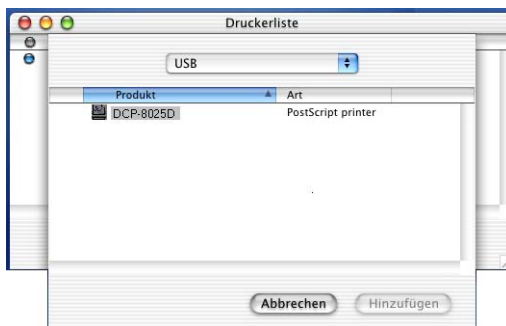 Druckerliste
USB
Produkt Art
DCP-8025D PostScript printer
Abbrechen Hinzufügen